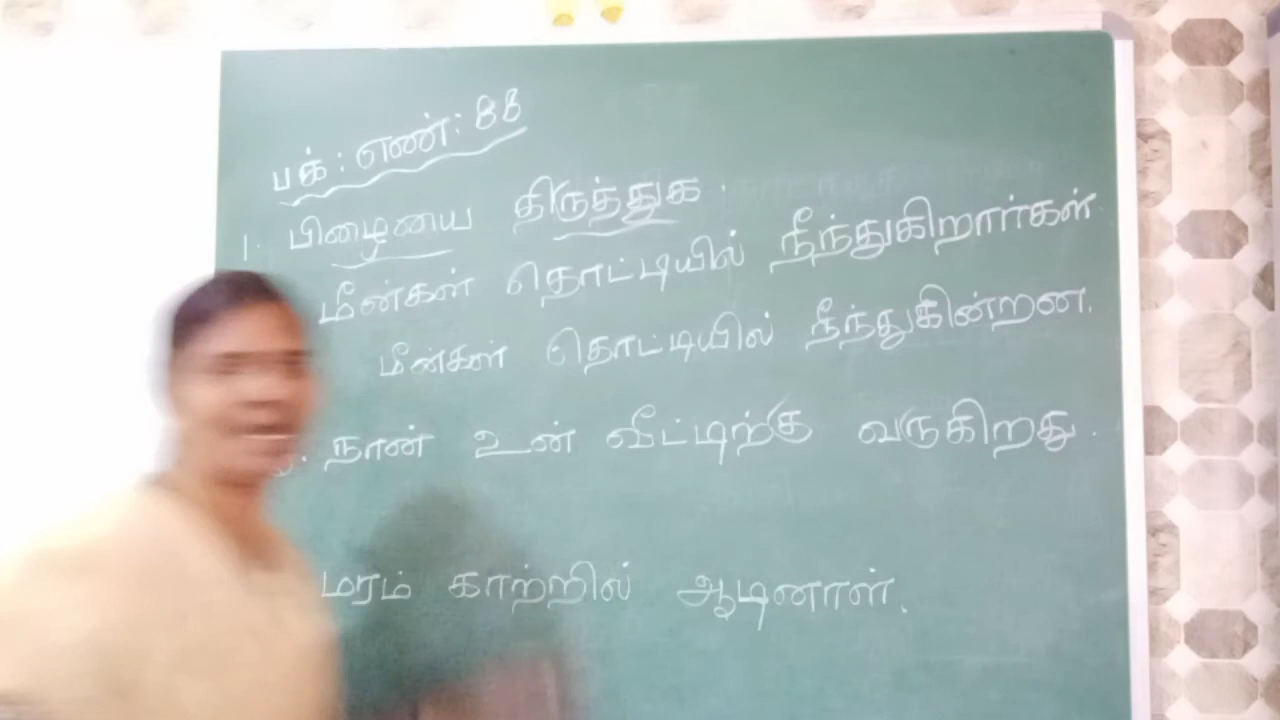 பக் : எண் : 88
1. பிழையை திருத்துக.
மீன்கள் தொட்டியில் நீந்துகிறார்கள்.
மீன்கள் தொட்டியில் நீந்துகின்றன.
நான் உன் வீட்டிற்கு வருகிறது.
மரம் காற்றில் ஆடினாள்.